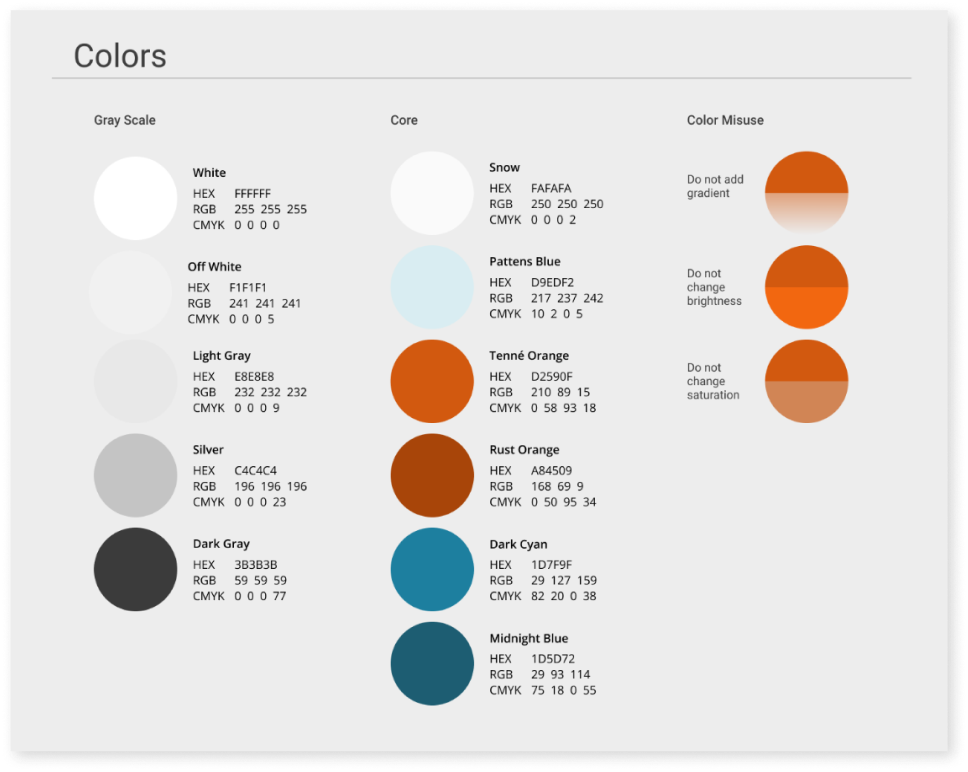 Colors
Gray Scale
White
HEX FFFFFF
RGB 255 255 255
CMYK 0 0 0 0
Off White
HEX F1F1F1
RGB 241 241 241
CMYK 0 0 0 5
Light Gray
HEX E8E8E8
RGB 232 232 232
CMYK 0 0 0 9
Silver
HEX C4C4C4
RGB 196 196 196
CMYK 0 0 0 23
Dark Gray
HEX 3B3B3B
RGB 59 59 59
CMYK 0 0 0 77
Core
Snow
HEX FAFAFA
RGB 250 250 250
CMYK 0 0 0 2
Pattens Blue
HEX D9EDF2
RGB 217 237 242
CMYK 10 2 0 5
Tenné Orange
HEX D2590F
RGB 210 89 15
CMYK 0 58 93 18
Rust Orange
HEX A84509
RGB 168 69 9
CMYK 0 50 95 34
Dark Cyan
HEX 1D7F9F
RGB 29 127 159
CMYK 82 20 0 38
Midnight Blue
HEX 1D5D72
RGB 29 93 114
CMYK 75 18 0 55
Color Misuse
Do not add
gradient
Do not
change
brightness
Do not
change
saturation